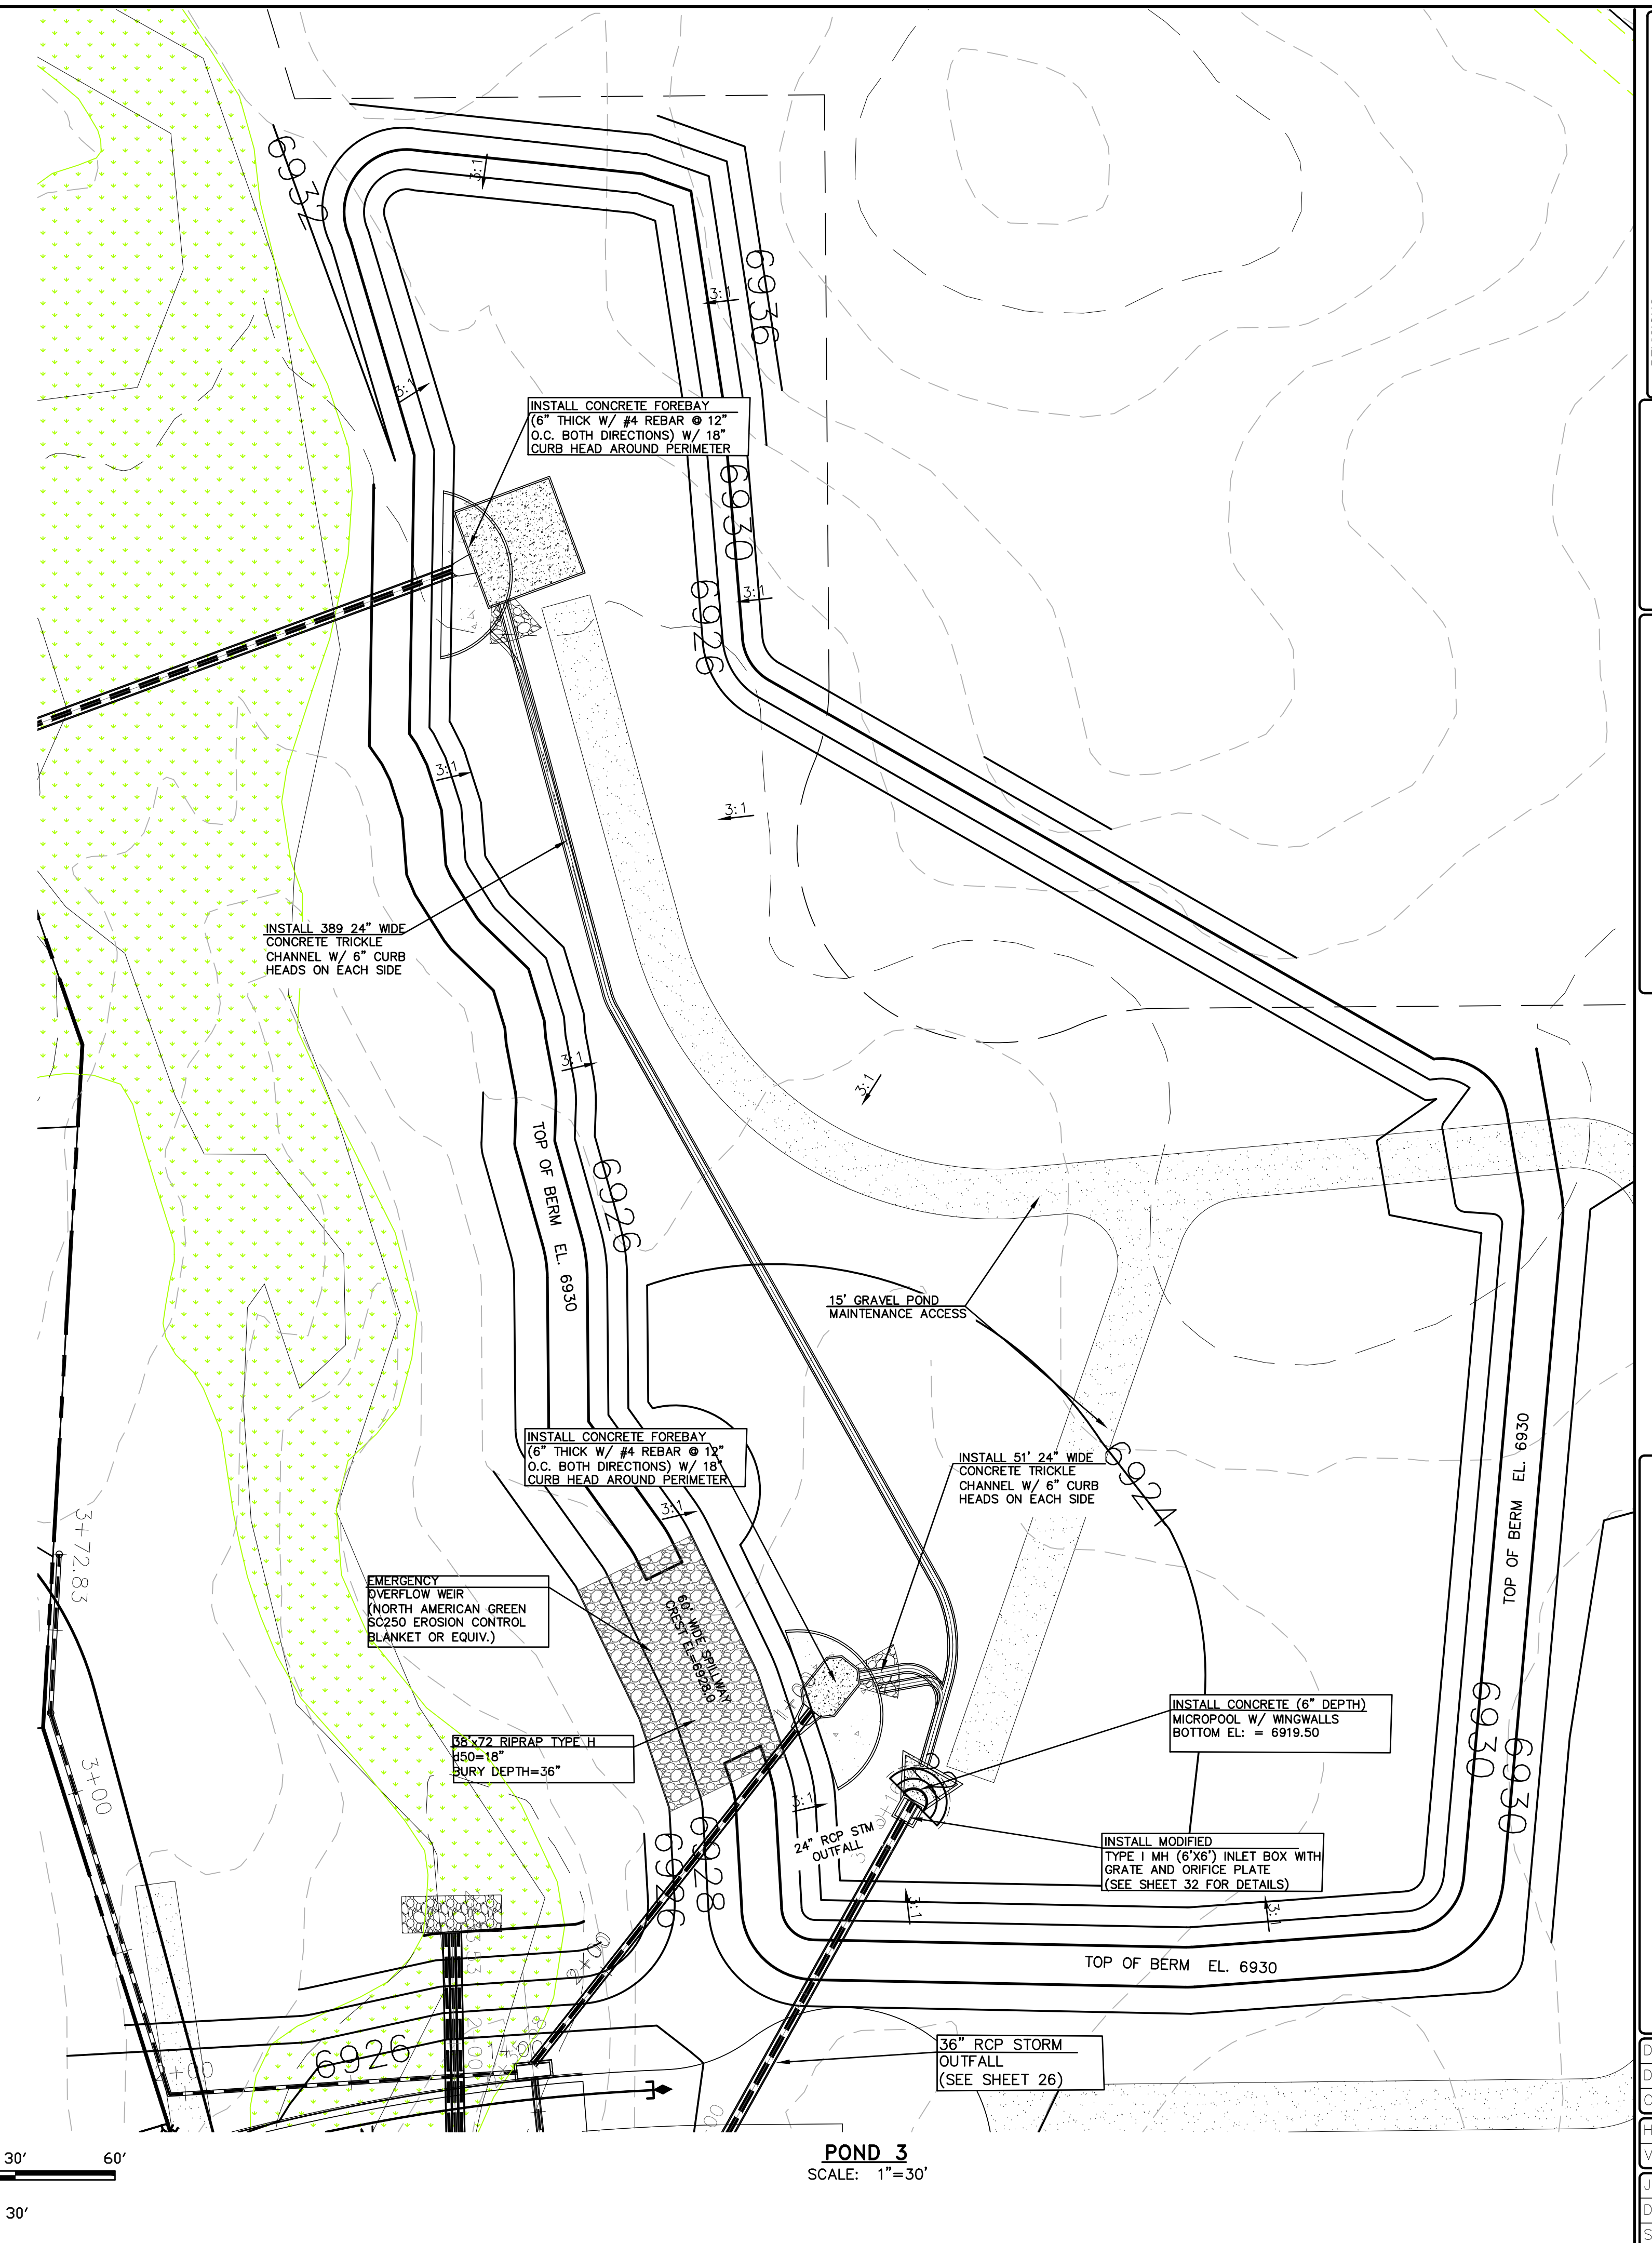 6932
3:1
6936
3:1
3:1
INSTALL CONCRETE FOREBAY
(6" THICK W/ #4 REBAR @ 12"
O.C. BOTH DIRECTIONS) W/ 18"
CURB HEAD AROUND PERIMETER
6930
6926
3:1
3:1
3:1
INSTALL 389 24" WIDE
CONCRETE TRICKLE
CHANNEL W/ 6" CURB
HEADS ON EACH SIDE
3:1
3:1
TOP OF BERM EL. 6930
6926
15' GRAVEL POND
MAINTENANCE ACCESS
INSTALL CONCRETE FOREBAY
(6" THICK W/ #4 REBAR @ 12"
O.C. BOTH DIRECTIONS) W/ 18"
CURB HEAD AROUND PERIMETER
INSTALL 51' 24" WIDE
CONCRETE TRICKLE
CHANNEL W/ 6" CURB
HEADS ON EACH SIDE
6924
TOP OF BERM EL. 6930
3:1
3+72.83
EMERGENCY
OVERFLOW WEIR
(NORTH AMERICAN GREEN
SC250 EROSION CONTROL
BLANKET OR EQUIV.)
60' WIDE SPILLWAY
CREST EL=6928.0
INSTALL CONCRETE (6" DEPTH)
MICROPOOL W/ WINGWALLS
BOTTOM EL: = 6919.50
6930
6930
38'x72 RIPRAP TYPE H
d50=18"
BURY DEPTH=36"
3+00
3:1
24" RCP STM
OUTFALL
INSTALL MODIFIED
TYPE I MH (6'X6') INLET BOX WITH
GRATE AND ORIFICE PLATE
(SEE SHEET 32 FOR DETAILS)
6926
6928
3:1
3:1
TOP OF BERM EL. 6930
6926
2+00
36" RCP STORM
OUTFALL
(SEE SHEET 26)
30'
60'
POND 3
SCALE: 1"=30'
30'